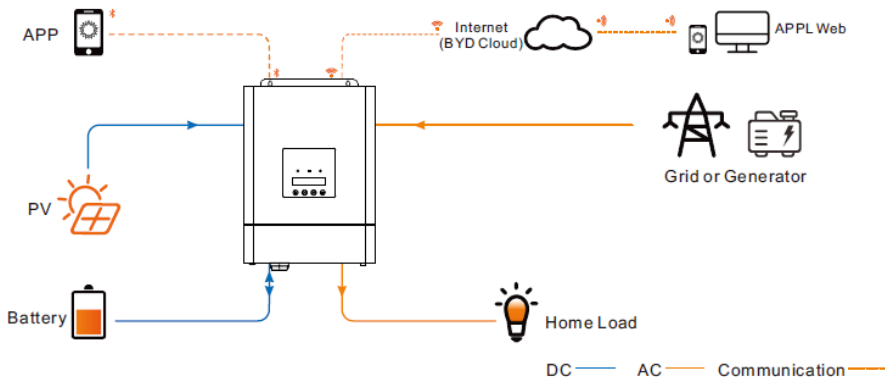 APP
Internet
(BYD Cloud)
APPL Web
Grid or Generator
PV
Battery
Home Load
DC
AC
Communication